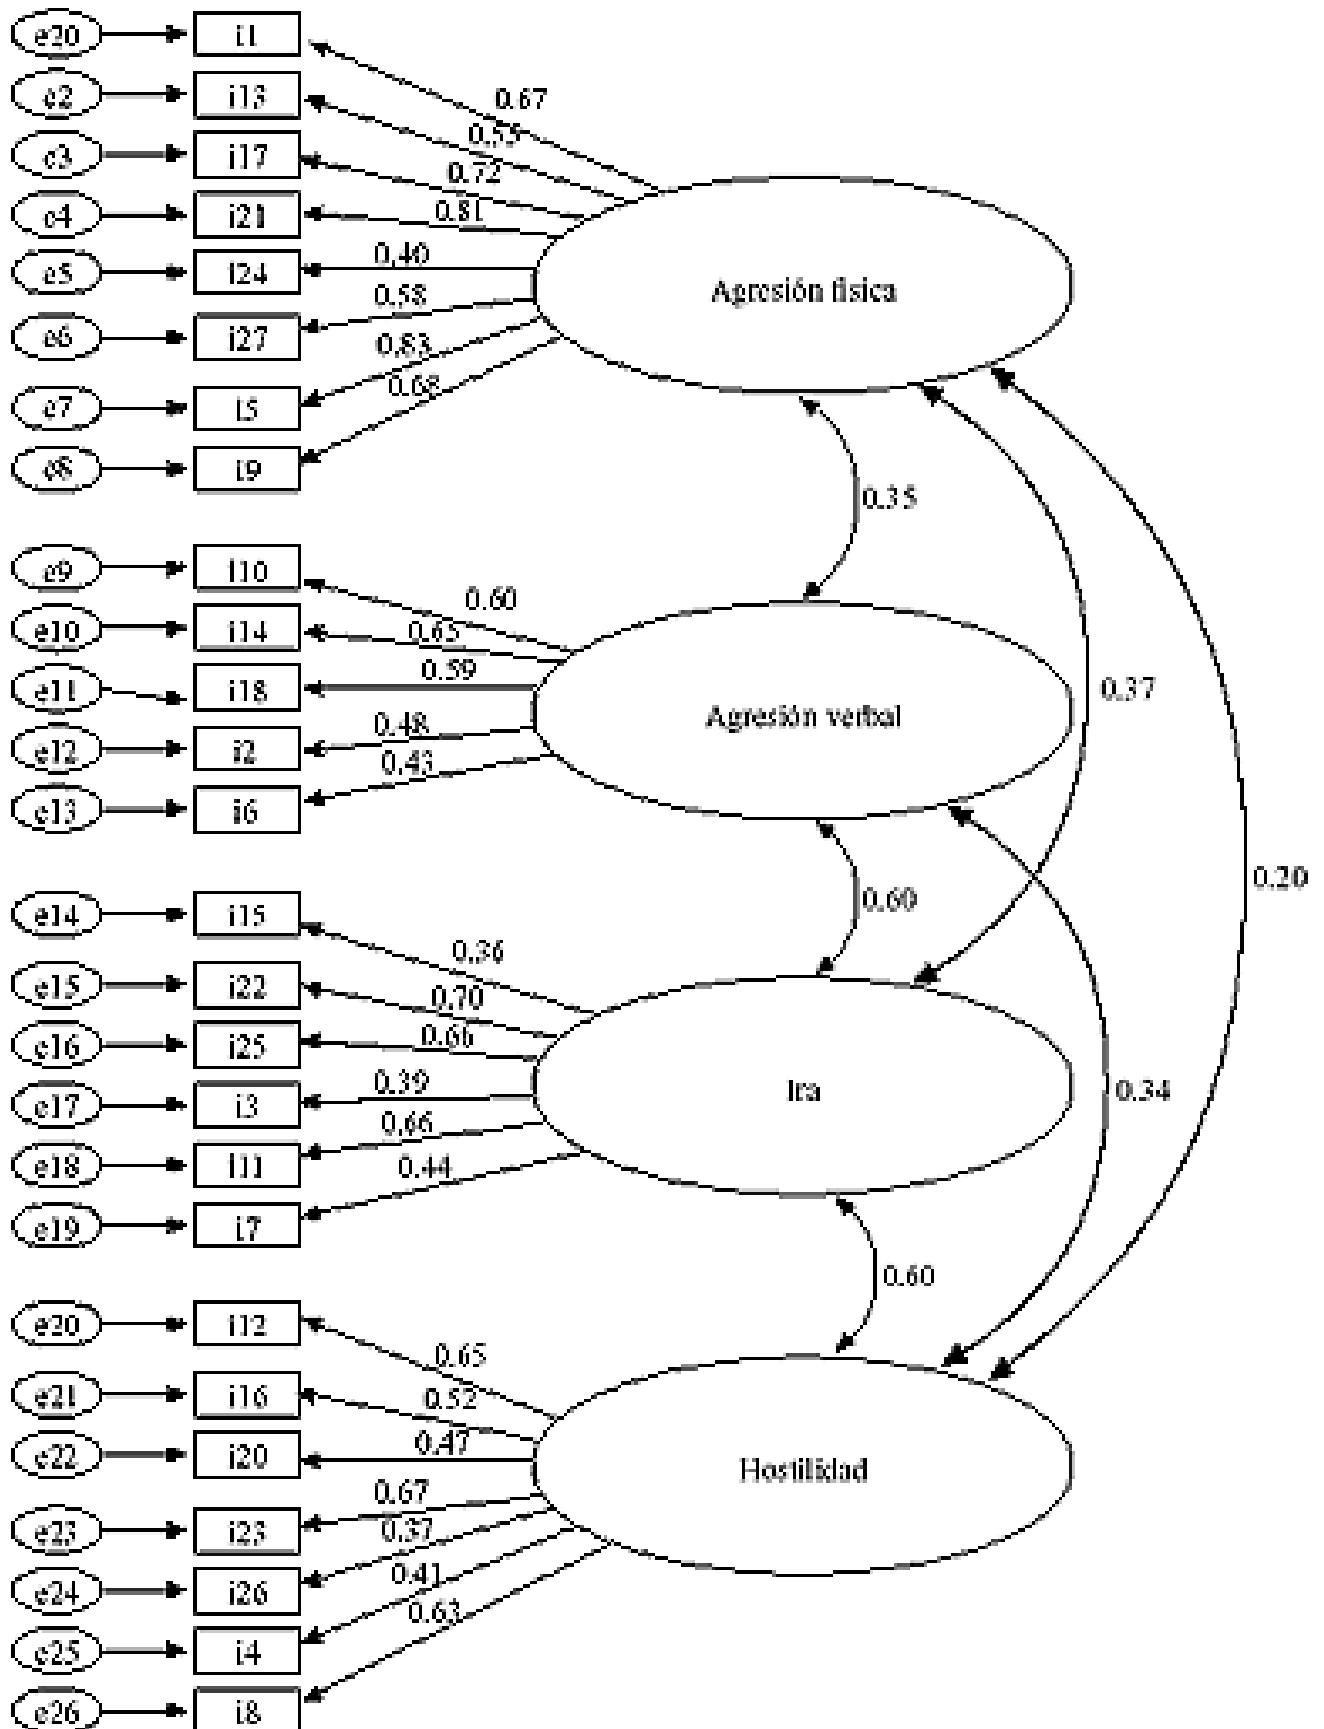 e20 i1
e2 i13
e3 i17
e4 i21
e5 i24
e6 i27
e7 i5
e8 i9
0.67
0.55
0.72
0.81
0.40
0.58
0.83
0.68
Agresión física
0.35
e9 i10
e10 i14
e11 i18
e12 i2
e13 i6
0.60
0.65
0.59
0.48
0.43
Agresión verbal
0.37
0.60
0.20
e14 i15
e15 i22
e16 i25
e17 i3
e18 i11
e19 i7
0.36
0.70
0.66
0.39
0.66
0.44
Ira
0.34
0.60
e20 i12
e21 i16
e22 i20
e23 i23
e24 i26
e25 i4
e26 i8
0.65
0.52
0.47
0.67
0.37
0.41
0.63
Hostilidad